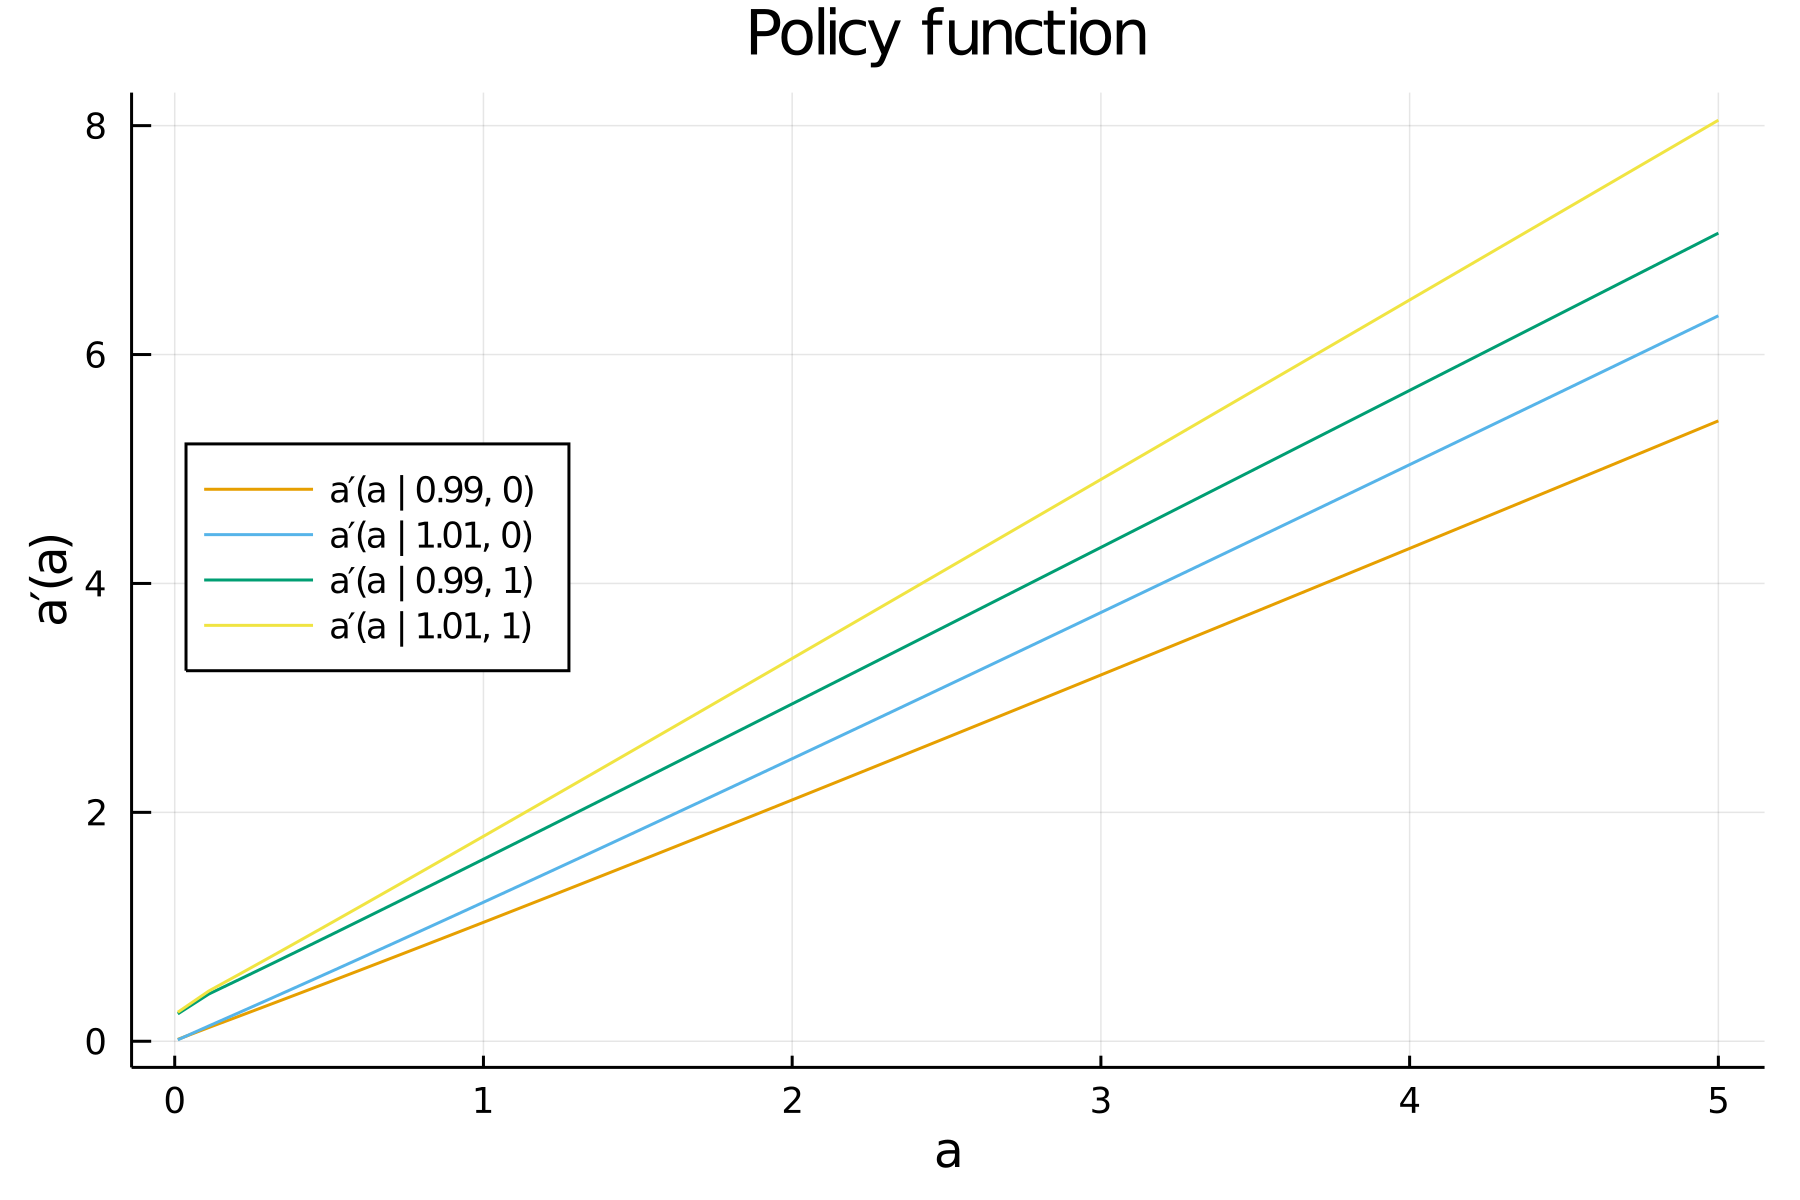 Policy function
8
6
4
2
0
a′(a)
a′(a | 0.99, 0)
a′(a | 1.01, 0)
a′(a | 0.99, 1)
a′(a | 1.01, 1)
0 1 2 3 4 5
a